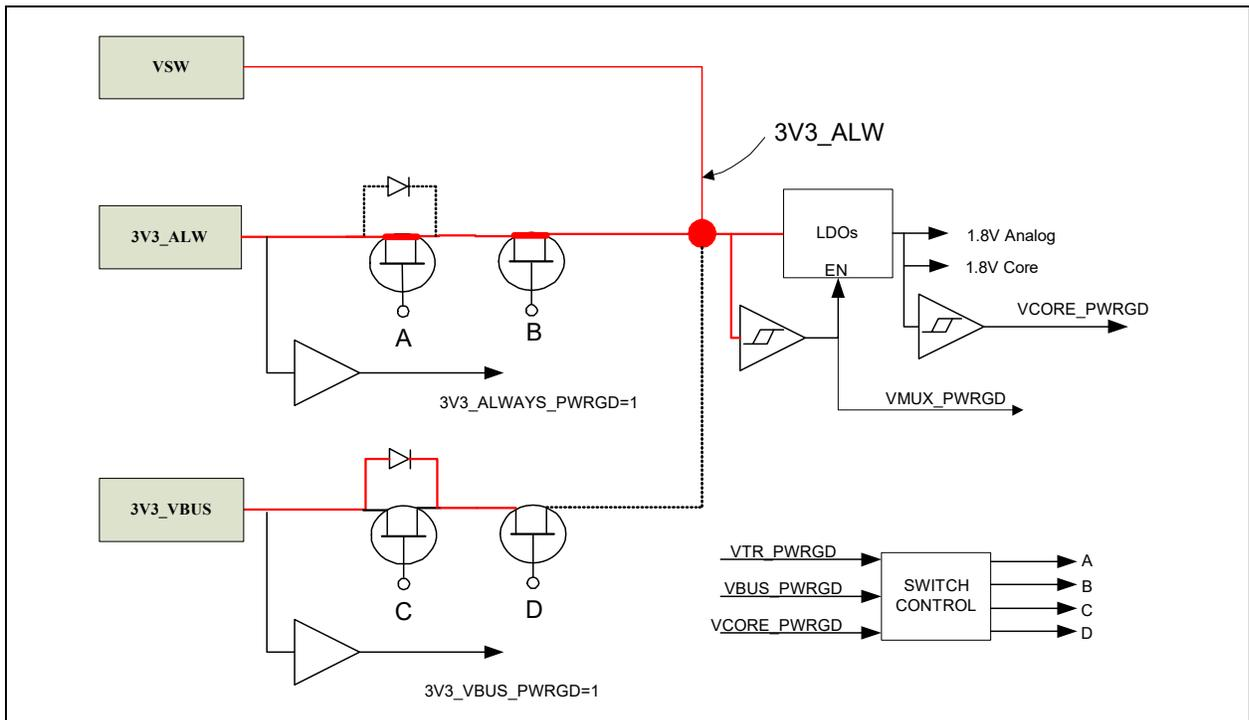 VSW
3V3_ALW
3V3_ALW
LDOs
EN
1.8V Analog
1.8V Core
A
B
VCORE_PWRGD
3V3_ALWAYS_PWRGD=1
VMUX_PWRGD
3V3_VBUS
C
D
3V3_VBUS_PWRGD=1
VTR_PWRGD
VBUS_PWRGD
VCORE_PWRGD
SWITCH
CONTROL
A
B
C
D